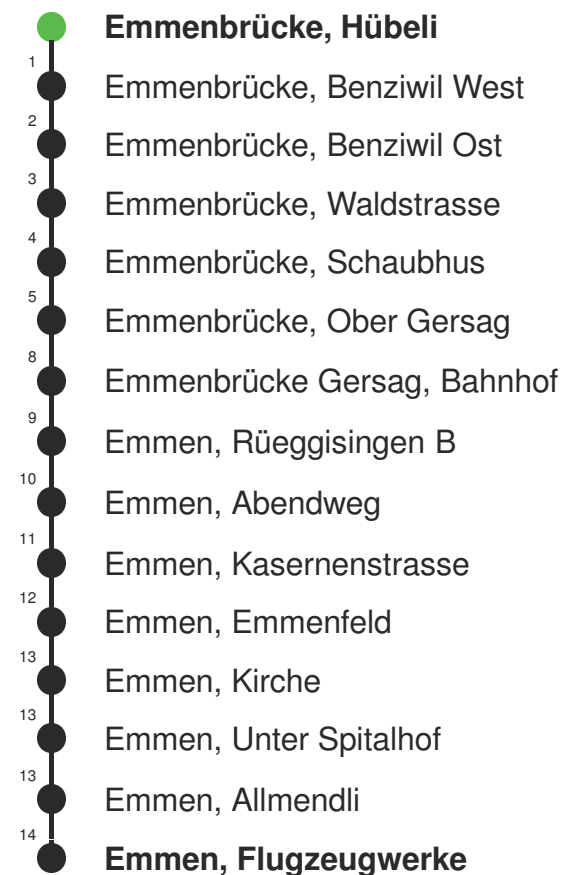 Emmenbrücke, Hübeli
1
Emmenbrücke, Benziwil West
2
Emmenbrücke, Benziwil Ost
3
Emmenbrücke, Waldstrasse
4
Emmenbrücke, Schaubhus
5
Emmenbrücke, Ober Gersag
8
Emmenbrücke Gersag, Bahnhof
9
Emmen, Rüeggisingen B
10
Emmen, Abendweg
11
Emmen, Kasernenstrasse
12
Emmen, Emmenfeld
13
Emmen, Kirche
13
Emmen, Unter Spitalhof
13
Emmen, Allmendli
14
Emmen, Flugzeugwerke